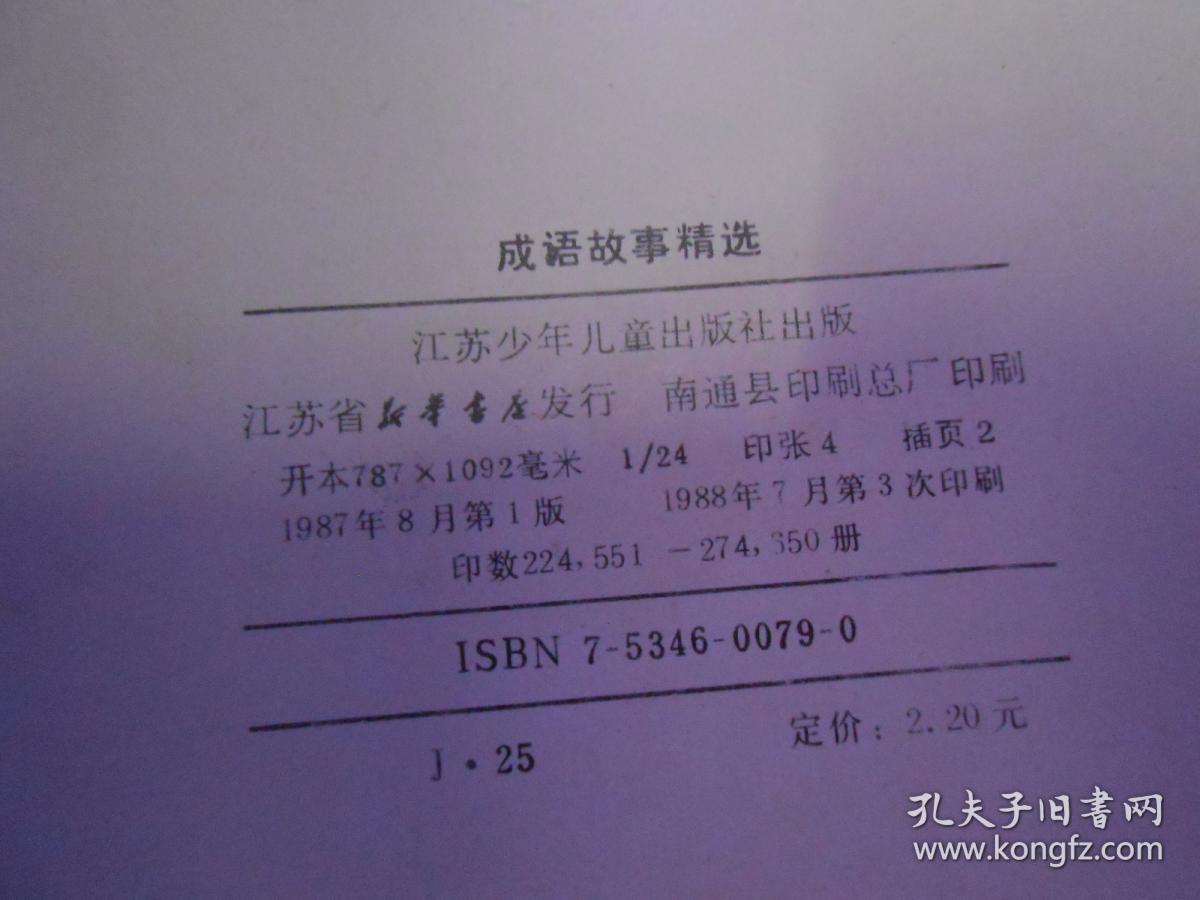 成语故事精选
江苏少年儿童出版社出版
江苏省新华书店发行 南通县印刷总厂印刷
开本787×1092毫米 1/24 印张4 插页2
1987年8月第1版 1988年7月第3次印刷
印数224,551－274,350册
ISBN 7-5346-0079-0
J·25 定价：2.20元
孔夫子旧書网
www.kongfz.com